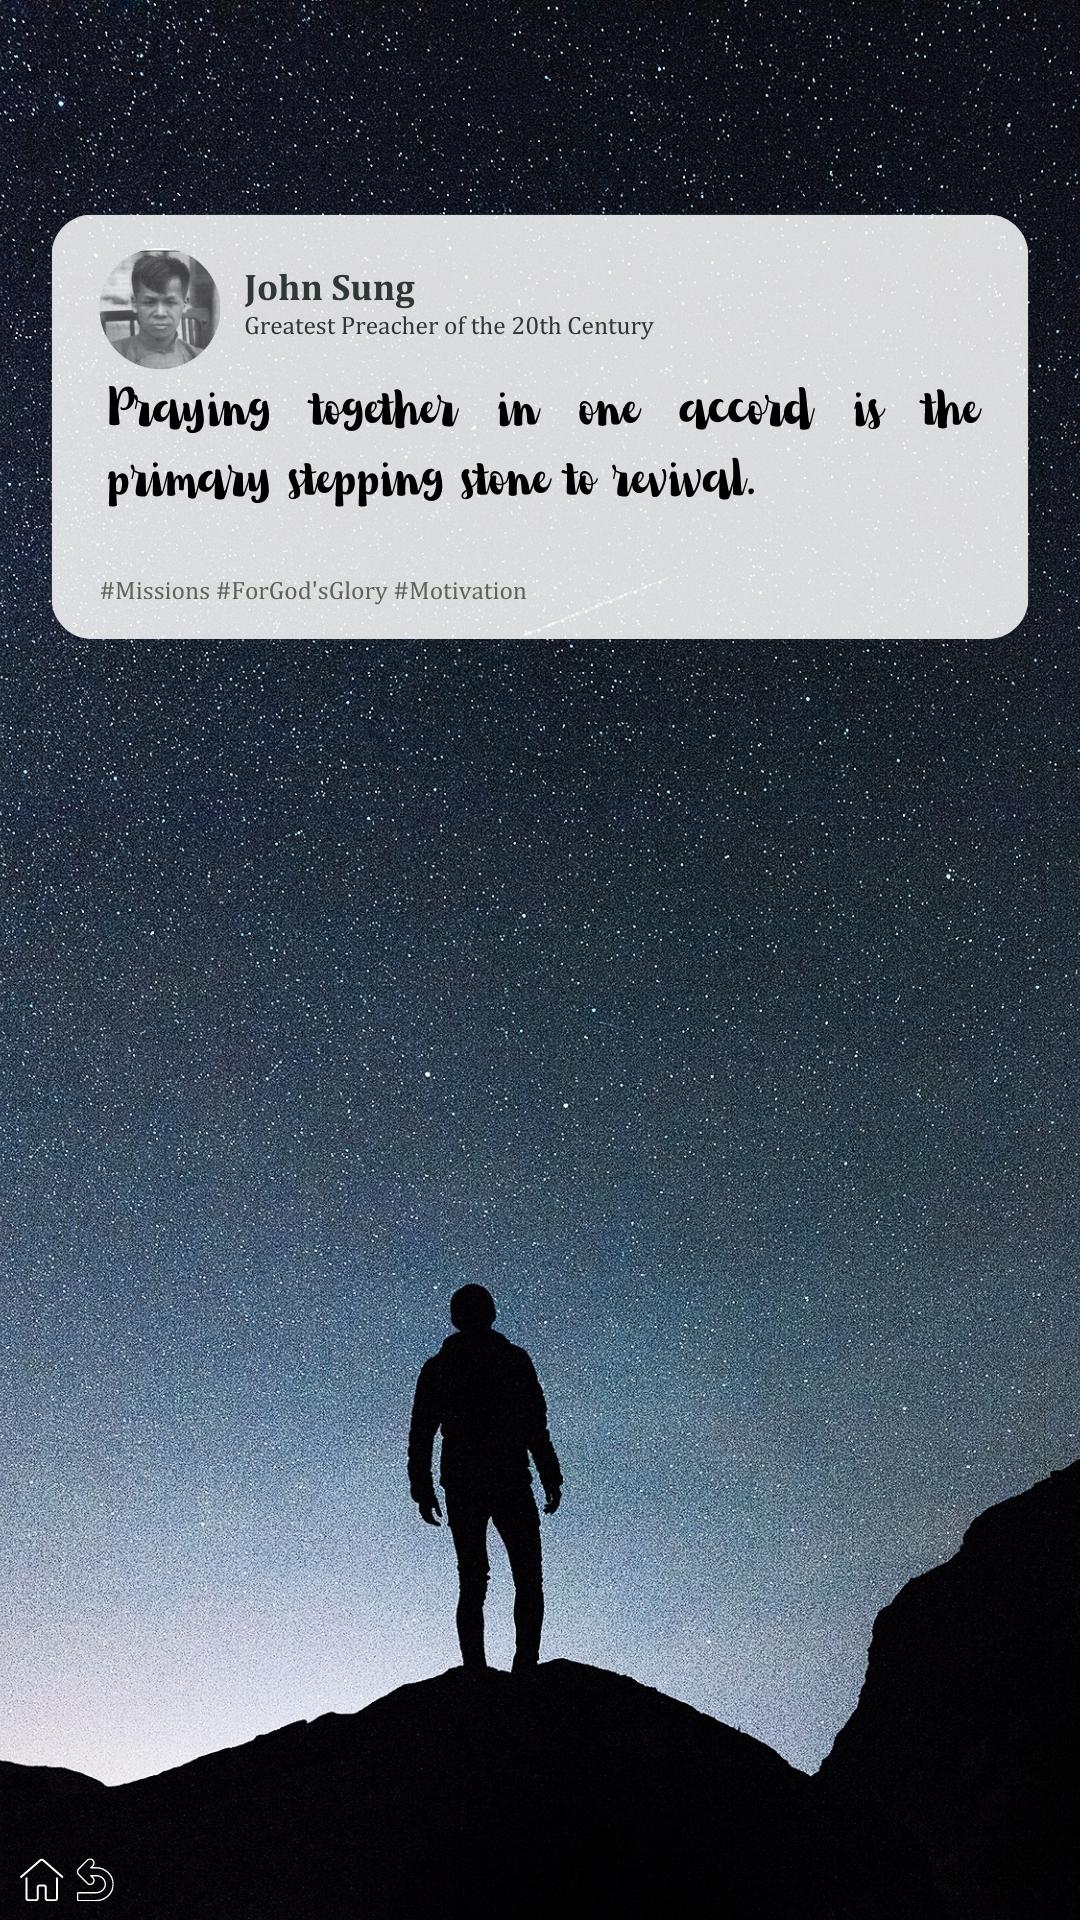 John Sung
Greatest Preacher of the 20th Century
Praying together in one accord is the
primary stepping stone to revival.
#Missions #ForGod'sGlory #Motivation